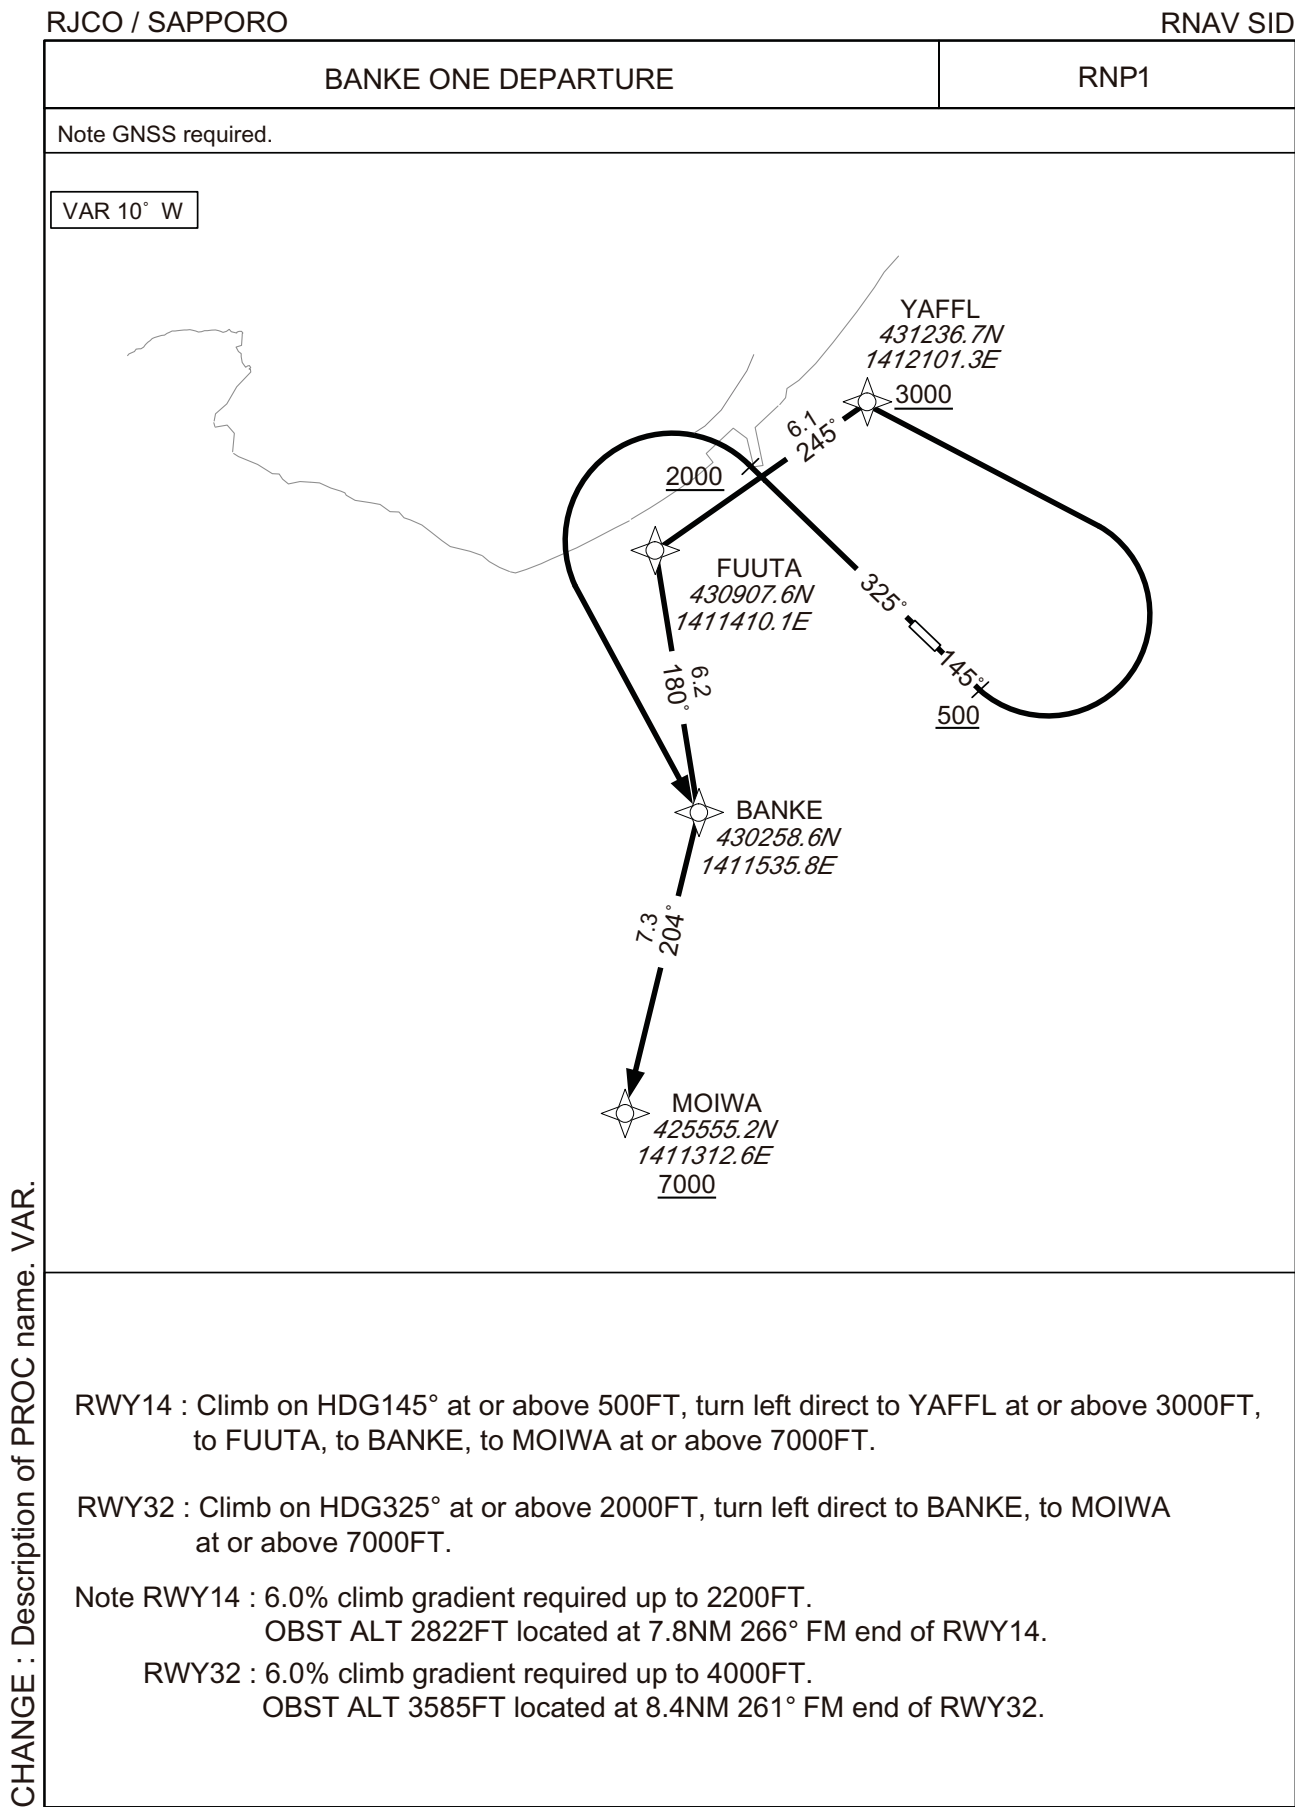 RJCO / SAPPORO
RNAV SID
BANKE ONE DEPARTURE
RNP1
Note GNSS required.
VAR 10° W
YAFFL
431236.7N
1412101.3E
3000
6.1
245°
2000
FUUTA
430907.6N
1411410.1E
325°
145°
500
6.2
180°
BANKE
430258.6N
1411535.8E
7.3
204°
MOIWA
425555.2N
1411312.6E
7000
RWY14 : Climb on HDG145° at or above 500FT, turn left direct to YAFFL at or above 3000FT,
to FUUTA, to BANKE, to MOIWA at or above 7000FT.
RWY32 : Climb on HDG325° at or above 2000FT, turn left direct to BANKE, to MOIWA
at or above 7000FT.
Note RWY14 : 6.0% climb gradient required up to 2200FT.
OBST ALT 2822FT located at 7.8NM 266° FM end of RWY14.
RWY32 : 6.0% climb gradient required up to 4000FT.
OBST ALT 3585FT located at 8.4NM 261° FM end of RWY32.
CHANGE : Description of PROC name. VAR.